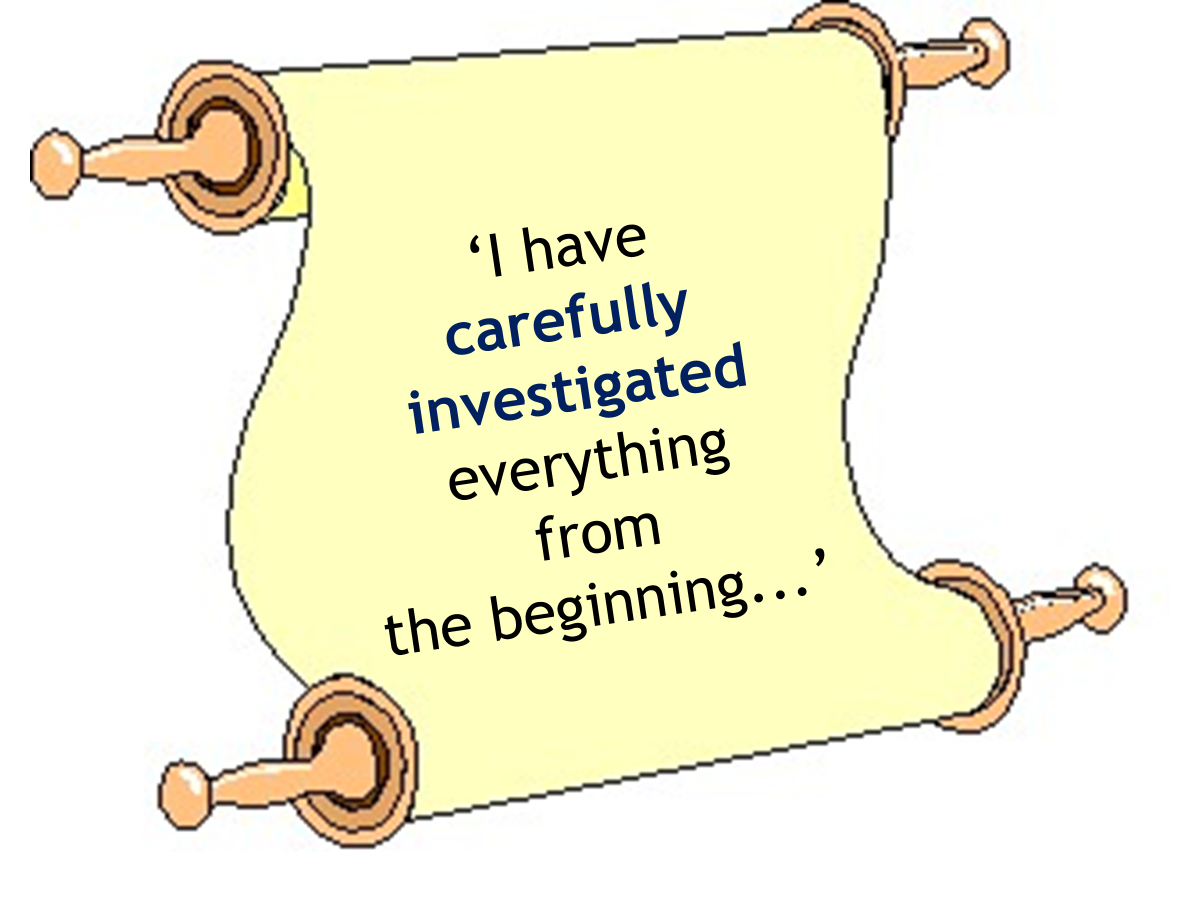 ‘I have
carefully
investigated
everything
from
the beginning...’